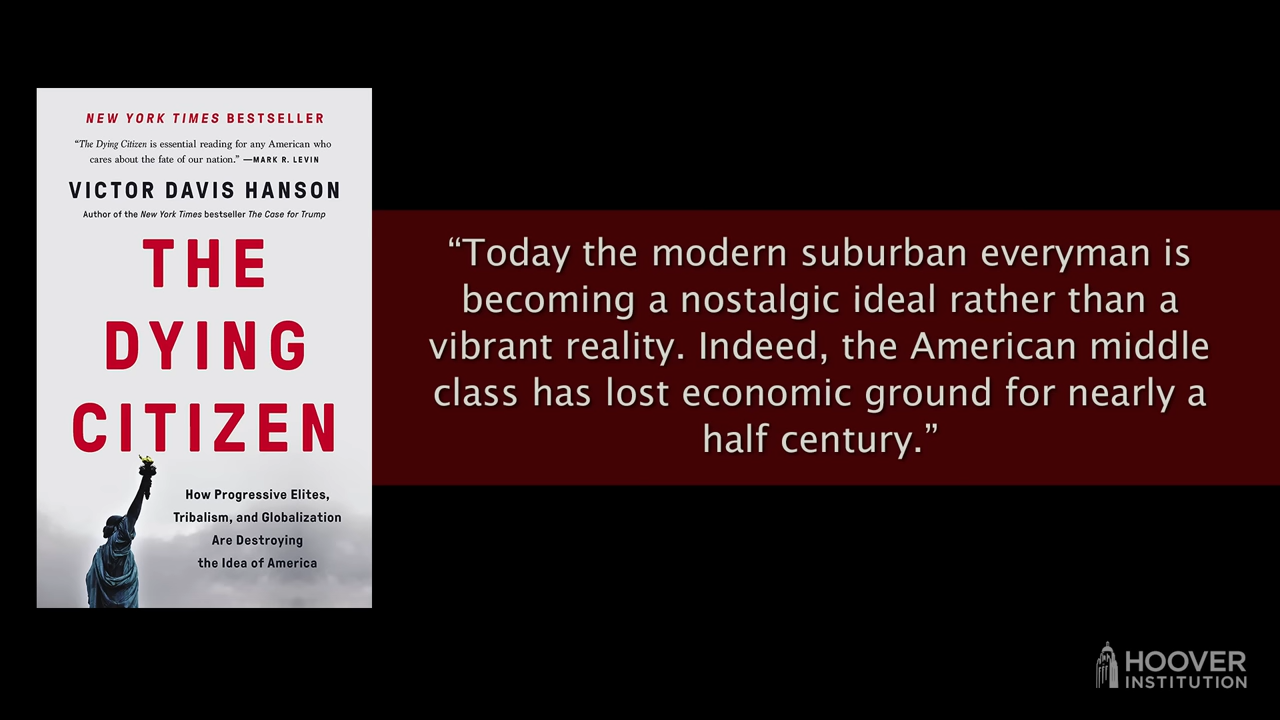 NEW YORK TIMES BESTSELLER
“The Dying Citizen is essential reading for any American who
cares about the fate of our nation.” —MARK R. LEVIN
VICTOR DAVIS HANSON
Author of the New York Times bestseller The Case for Trump
THE
DYING
CITIZEN
How Progressive Elites,
Tribalism, and Globalization
Are Destroying
the Idea of America
“Today the modern suburban everyman is
becoming a nostalgic ideal rather than a
vibrant reality. Indeed, the American middle
class has lost economic ground for nearly a
half century.”
HOOVER
INSTITUTION